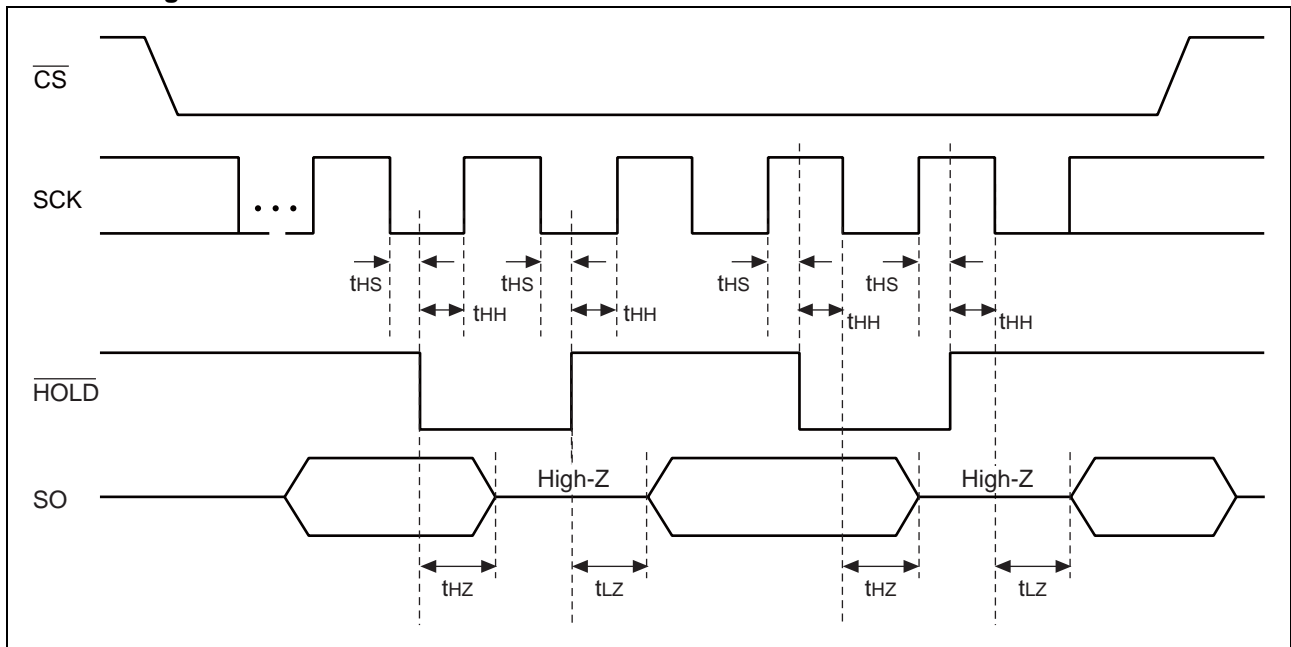 CS
SCK
...
tHS tHS tHS tHS
tHH tHH tHH tHH
HOLD
High-Z High-Z
SO
tHZ tLZ tHZ tLZ